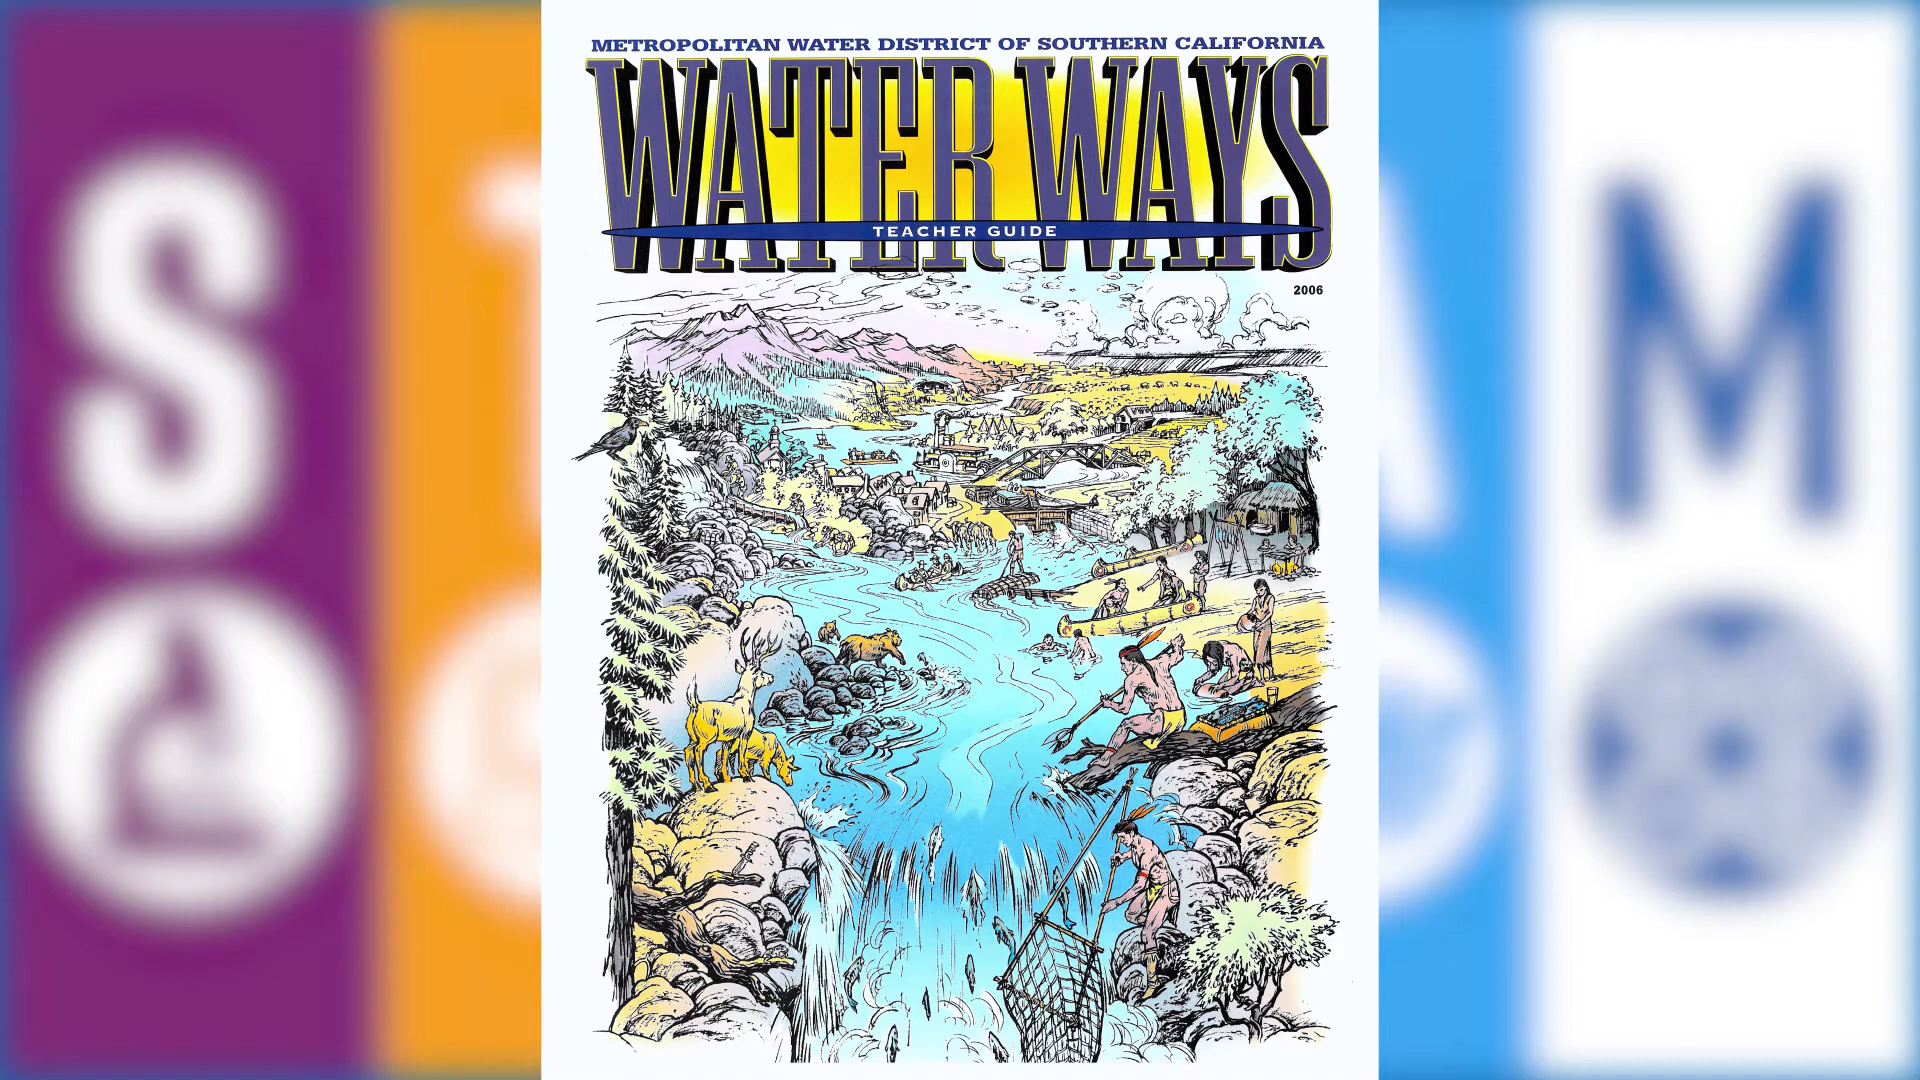 METROPOLITAN WATER DISTRICT OF SOUTHERN CALIFORNIA
WATER WAYS
TEACHER GUIDE
2006
S
A
M